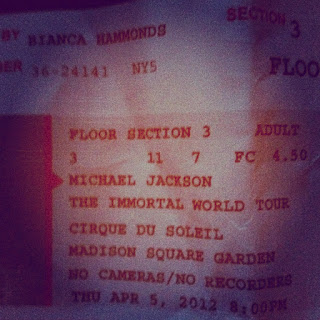 BY BIANCA HAMMONDS
SECTION 3
36-24141 NY5
FLOO
FLOOR SECTION 3 ADULT
3 11 7 FC 4.50
MICHAEL JACKSON
THE IMMORTAL WORLD TOUR
CIRQUE DU SOLEIL
MADISON SQUARE GARDEN
NO CAMERAS/NO RECORDERS
THU APR 5, 2012 8:00PM